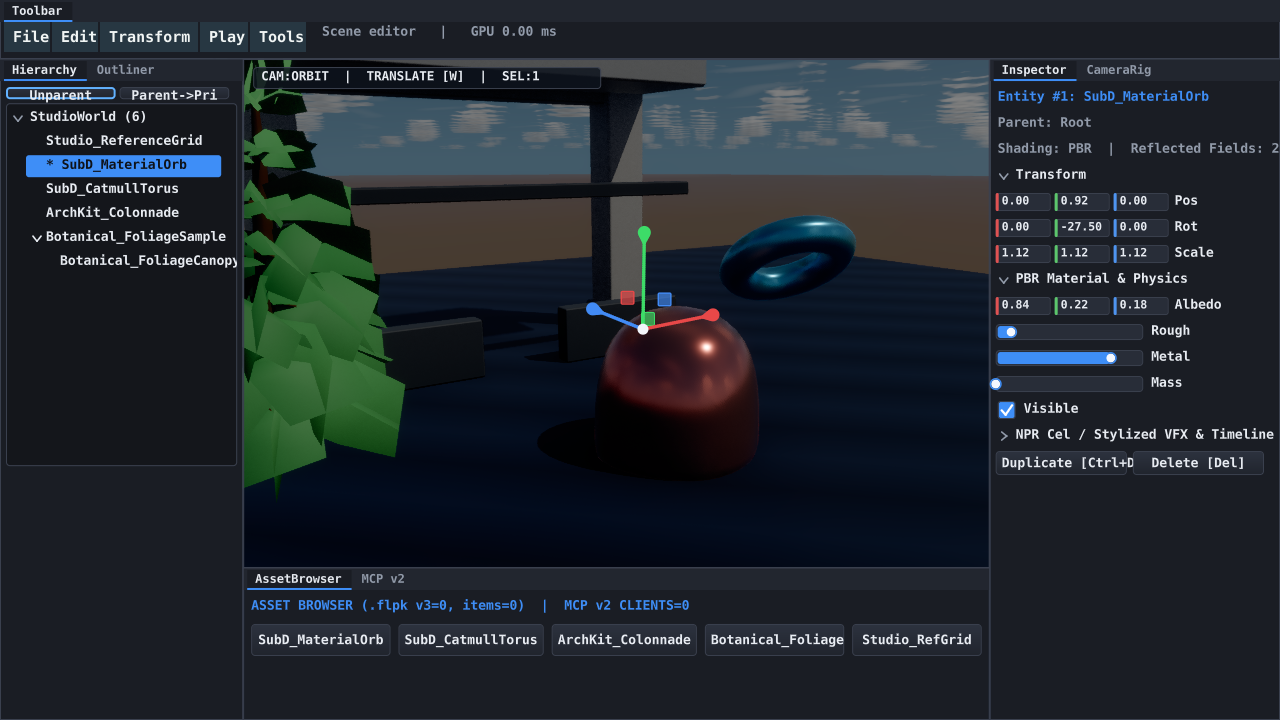 Toolbar
File Edit Transform Play Tools Scene editor | GPU 0.00 ms
Hierarchy Outliner
Unparent Parent->Pri
StudioWorld (6)
Studio_ReferenceGrid
* SubD_MaterialOrb
SubD_CatmullTorus
ArchKit_Colonnade
Botanical_FoliageSample
Botanical_FoliageCanopy
CAM:ORBIT | TRANSLATE [W] | SEL:1
AssetBrowser MCP v2
ASSET BROWSER (.flpk v3=0, items=0) | MCP v2 CLIENTS=0
SubD_MaterialOrb SubD_CatmullTorus ArchKit_Colonnade Botanical_Foliage Studio_RefGrid
Inspector CameraRig
Entity #1: SubD_MaterialOrb
Parent: Root
Shading: PBR | Reflected Fields: 2
Transform
0.00 0.92 0.00 Pos
0.00 -27.50 0.00 Rot
1.12 1.12 1.12 Scale
PBR Material & Physics
0.84 0.22 0.18 Albedo
Rough
Metal
Mass
Visible
NPR Cel / Stylized VFX & Timeline
Duplicate [Ctrl+D Delete [Del]